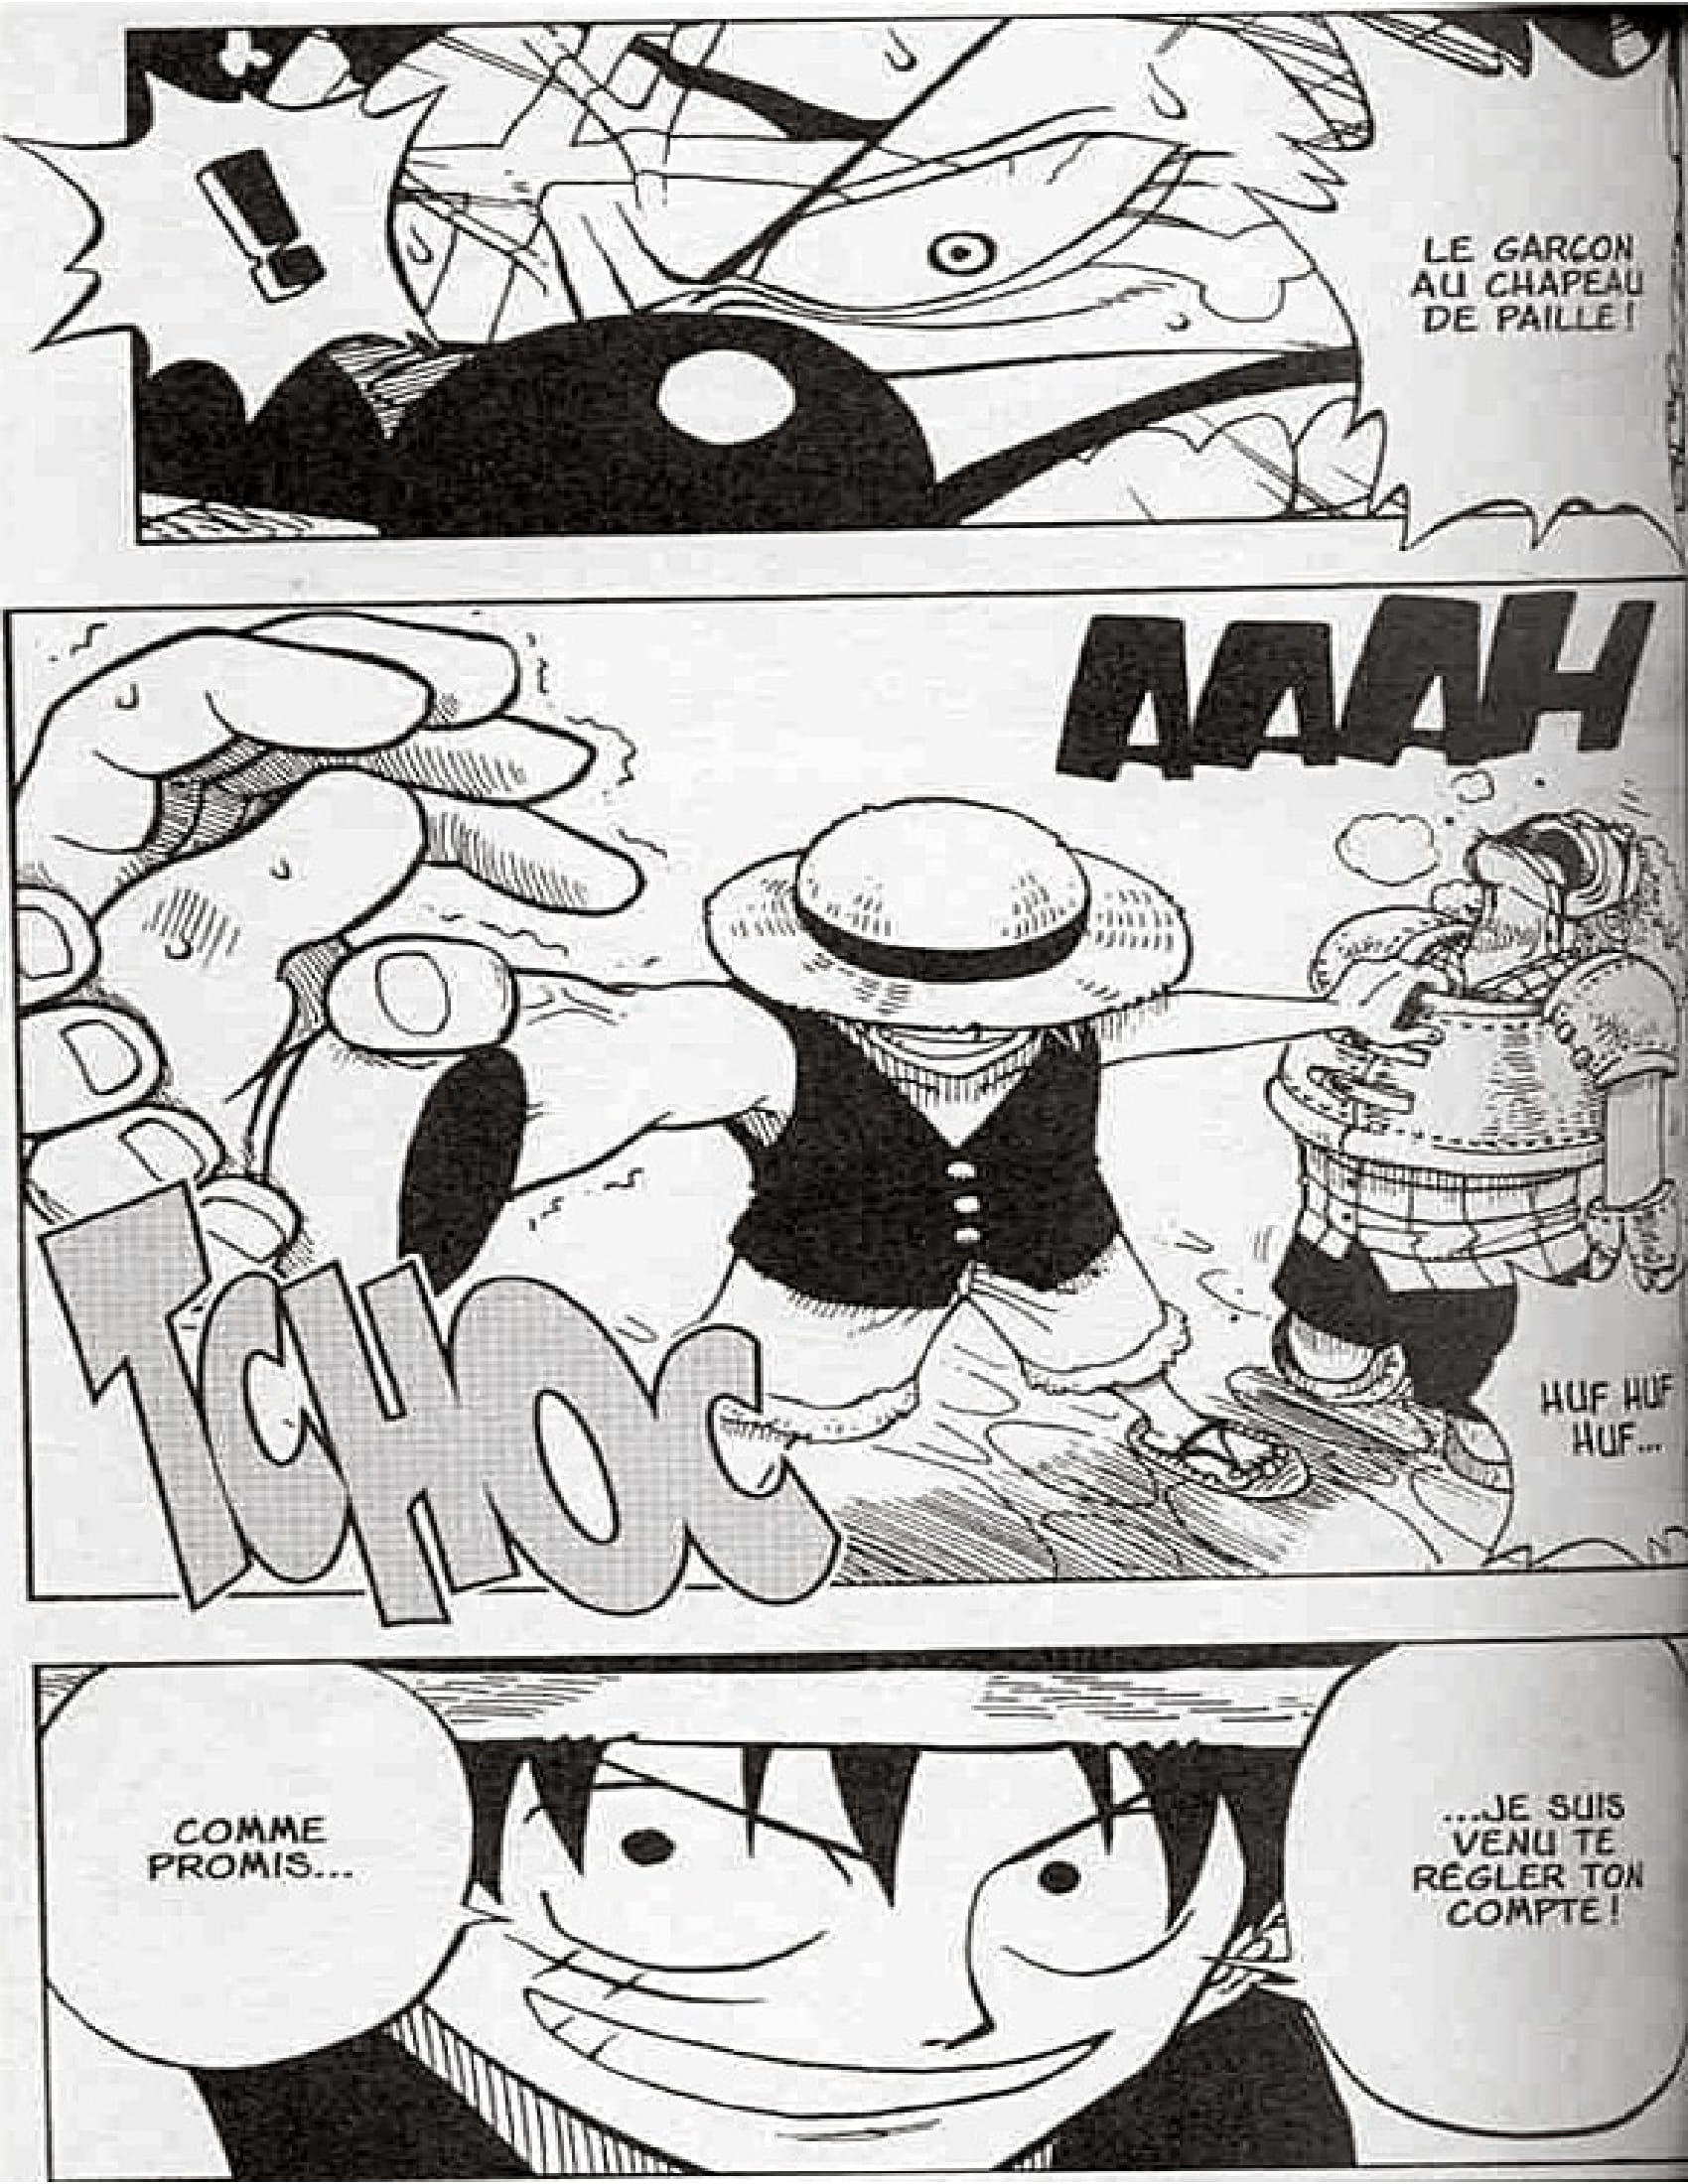 !
LE GARÇON
AU CHAPEAU
DE PAILLE!
AAAH
TCHOC
HUF HUF
HUF...
COMME
PROMIS...
...JE SUIS
VENU TE
RÉGLER TON
COMPTE!